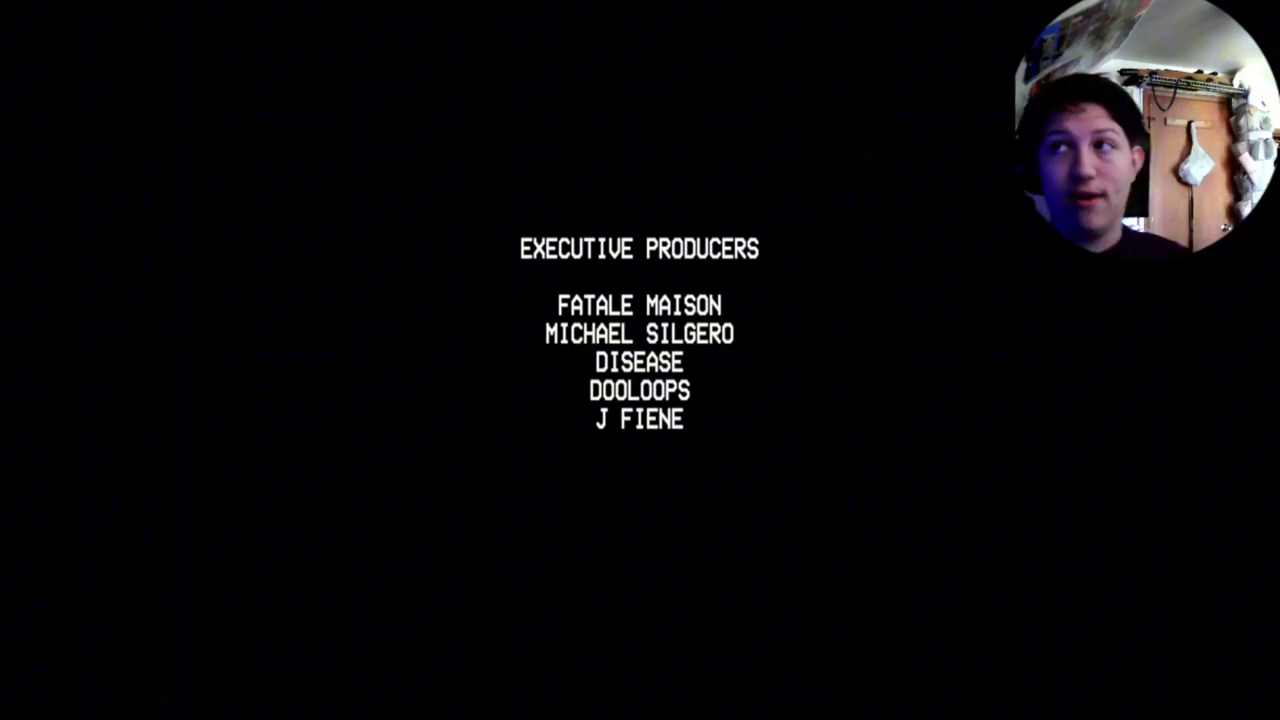 EXECUTIVE PRODUCERS
FATALE MAISON
MICHAEL SILGERO
DISEASE
DOOLOOPS
J FIENE